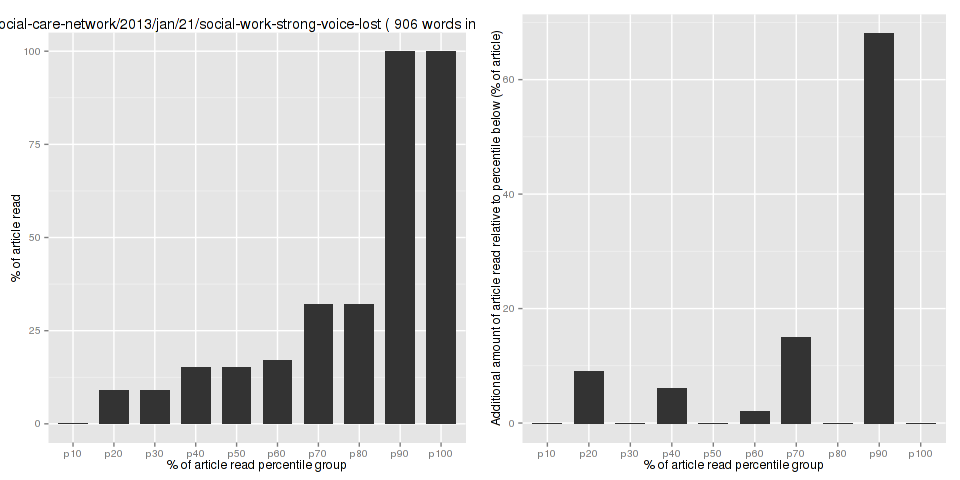 ocial-care-network/2013/jan/21/social-work-strong-voice-lost ( 906 words in
% of article read
100
75
50
25
0
p10 p20 p30 p40 p50 p60 p70 p80 p90 p100
% of article read percentile group
Additional amount of article read relative to percentile below (% of article)
60
40
20
0
p10 p20 p30 p40 p50 p60 p70 p80 p90 p100
% of article read percentile group